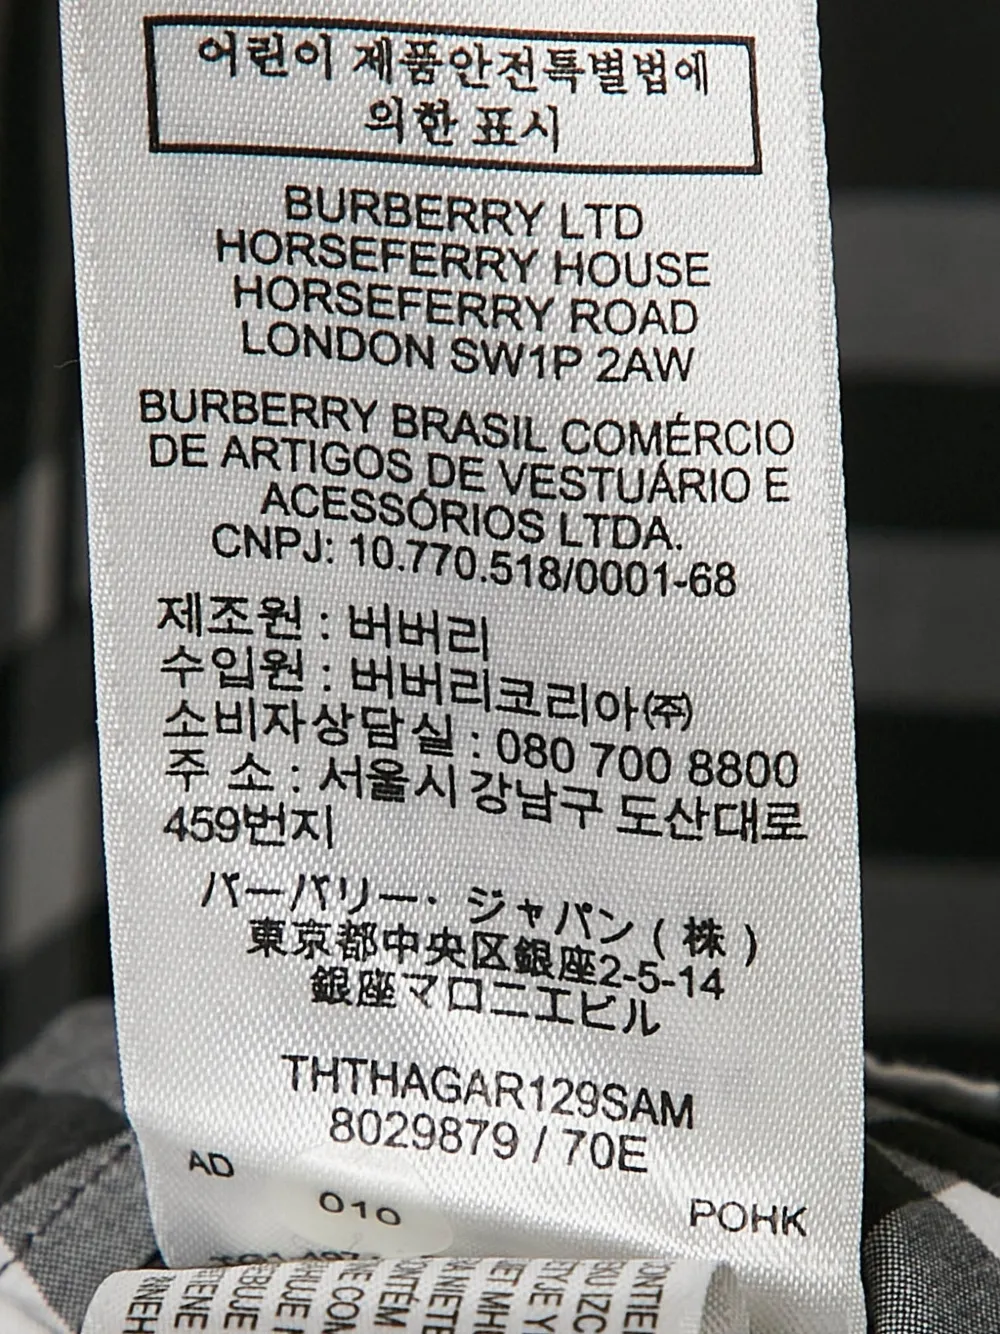 어린이 제품안전특별법에
의한 표시
BURBERRY LTD
HORSEFERRY HOUSE
HORSEFERRY ROAD
LONDON SW1P 2AW
BURBERRY BRASIL COMÉRCIO
DE ARTIGOS DE VESTUÁRIO E
ACESSÓRIOS LTDA.
CNPJ: 10.770.518/0001-68
제조원 : 버버리
수입원 : 버버리코리아㈜
소비자상담실 : 080 700 8800
주 소 : 서울시 강남구 도산대로
459번지
バーバリー・ジャパン(株)
東京都中央区銀座2-5-14
銀座マロニエビル
THTHAGAR129SAM
8029879 / 70E
AD
010
POHK